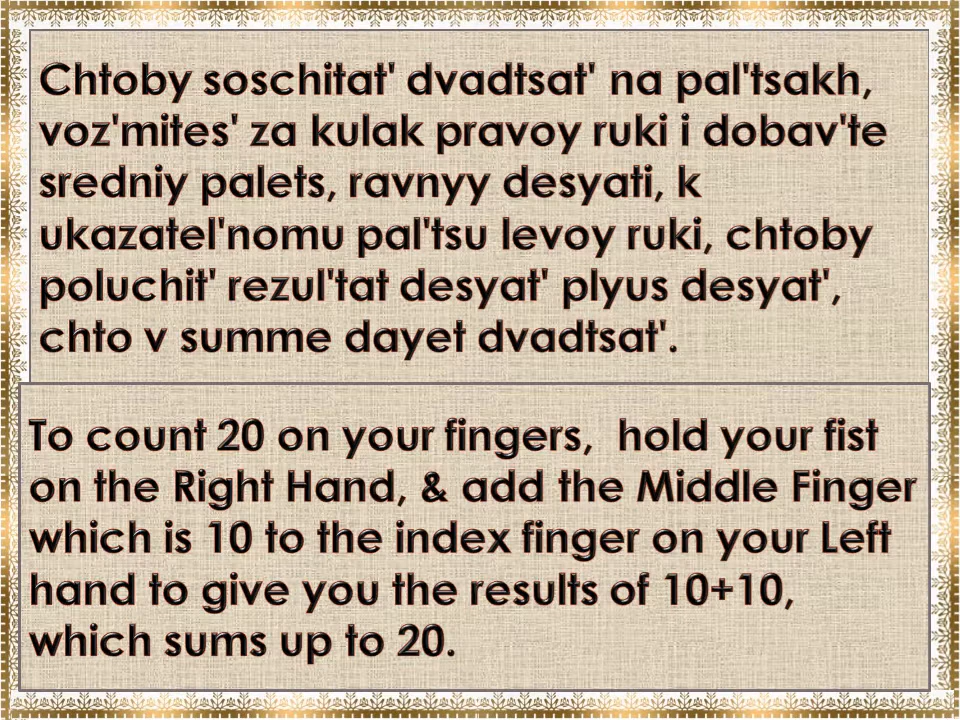 Chtoby soschitat' dvadtsat' na pal'tsakh,
voz'mites' za kulak pravoy ruki i dobav'te
sredniy palets, ravnyy desyati, k
ukazatel'nomu pal'tsu levoy ruki, chtoby
poluchit' rezul'tat desyat' plyus desyat',
chto v summe dayet dvadtsat'.
To count 20 on your fingers,  hold your fist
on the Right Hand, & add the Middle Finger
which is 10 to the index finger on your Left
hand to give you the results of 10+10,
which sums up to 20.